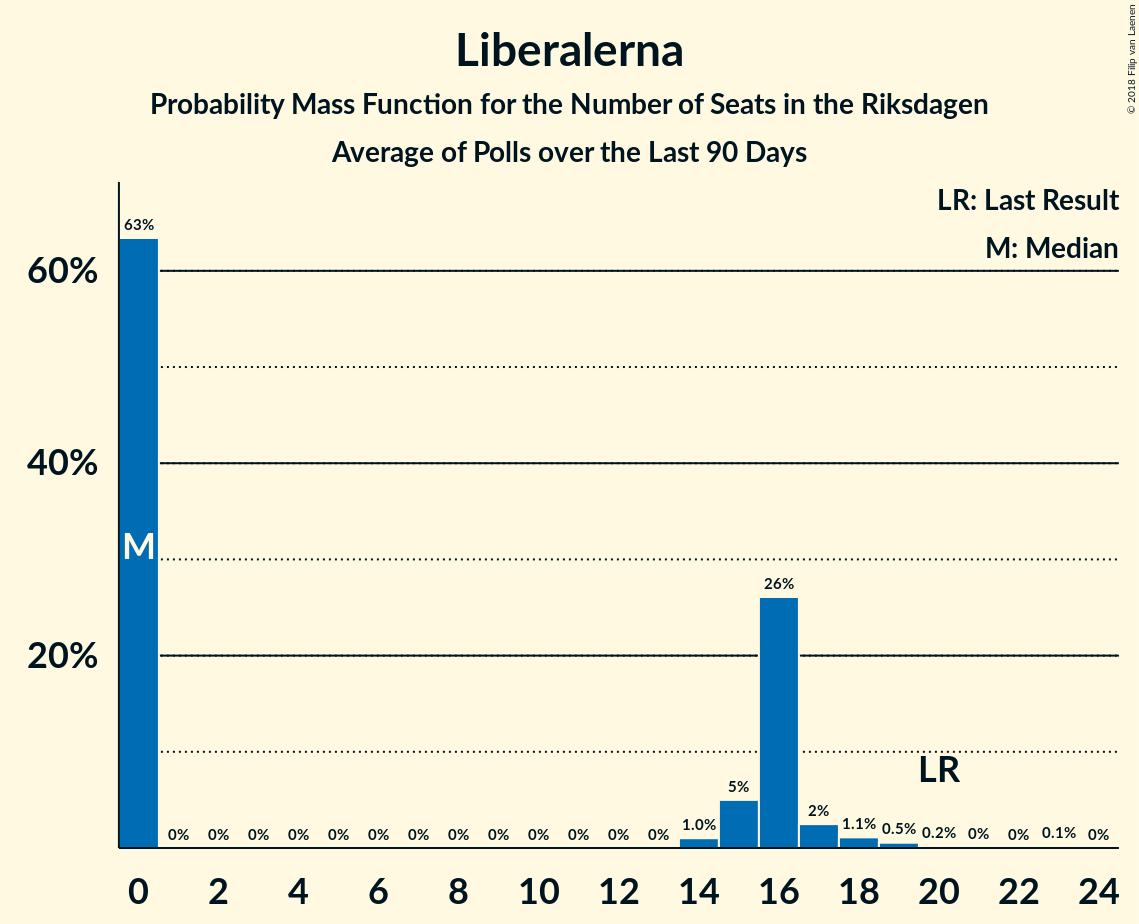 Liberalerna
Probability Mass Function for the Number of Seats in the Riksdagen
Average of Polls over the Last 90 Days
© 2018 Filip van Laenen
LR: Last Result
M: Median
63%
60%
40%
M
26%
20%
LR
5%
2%
1.0%
1.1%
0.5%
0.2%
0.1%
0% 0% 0% 0% 0% 0% 0% 0% 0% 0% 0% 0% 0% 0% 0% 0%
0 2 4 6 8 10 12 14 16 18 20 22 24